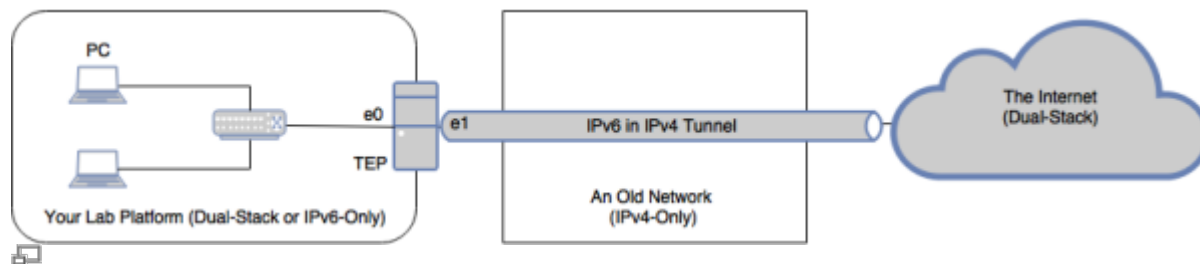 PC
e0
TEP
Your Lab Platform (Dual-Stack or IPv6-Only)
e1
IPv6 in IPv4 Tunnel
An Old Network
(IPv4-Only)
The Internet
(Dual-Stack)